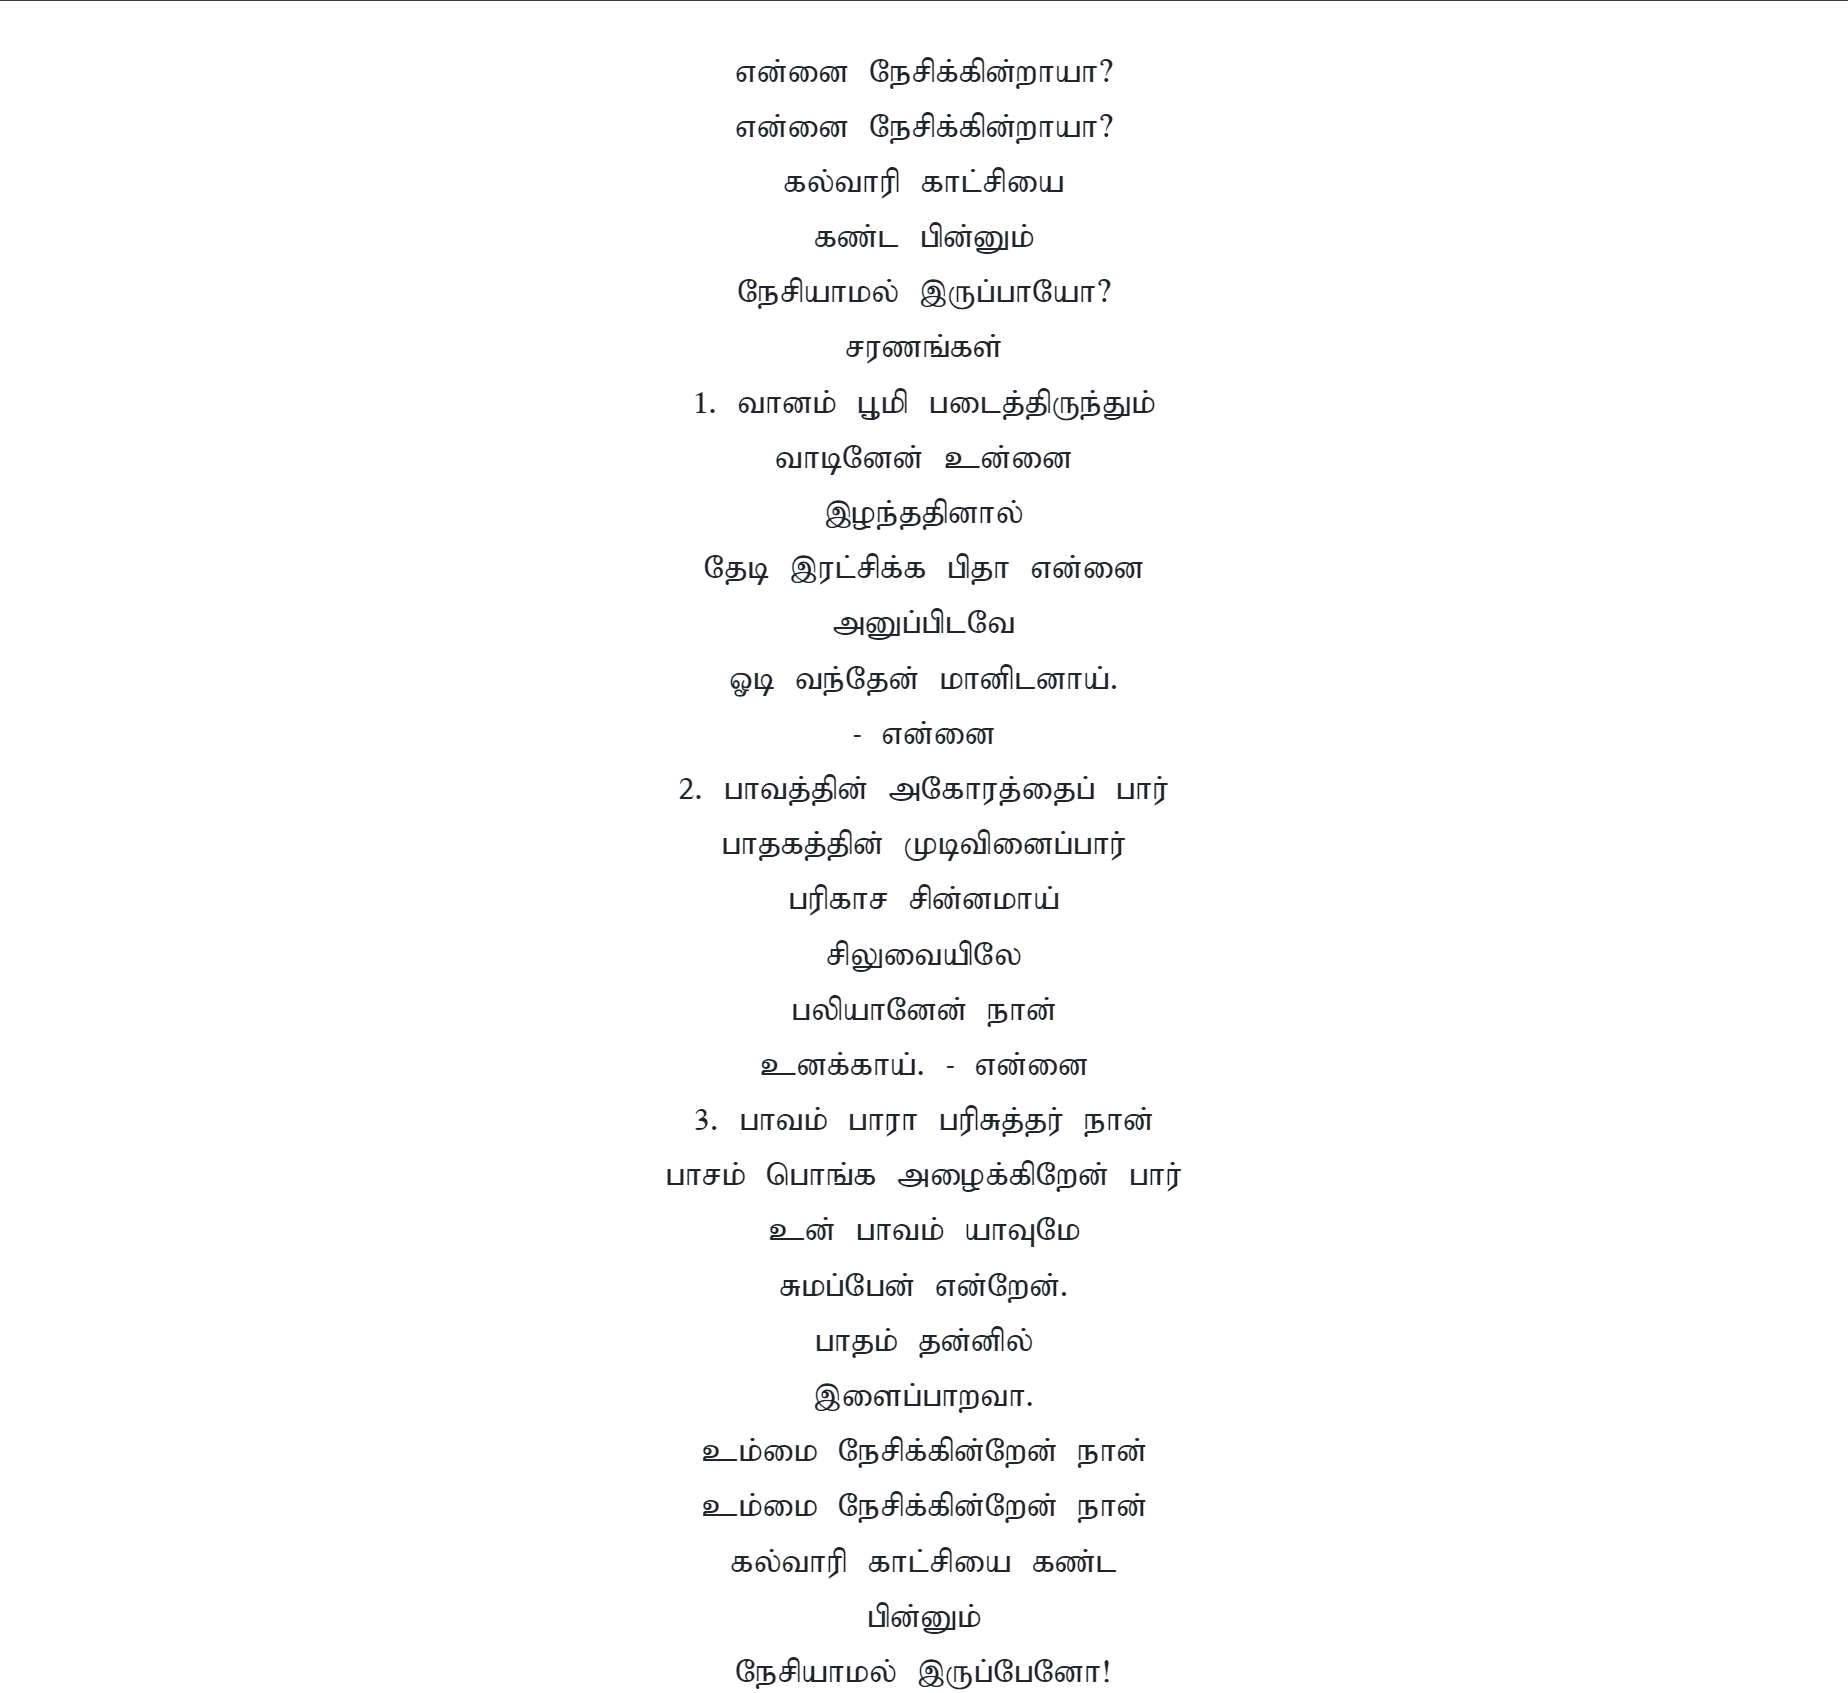 என்னை நேசிக்கின்றாயா?
என்னை நேசிக்கின்றாயா?
கல்வாரி காட்சியை
கண்ட பின்னும்
நேசியாமல் இருப்பாயோ?
சரணங்கள்
1. வானம் பூமி படைத்திருந்தும்
வாடினேன் உன்னை
இழந்ததினால்
தேடி இரட்சிக்க பிதா என்னை
அனுப்பிடவே
ஓடி வந்தேன் மானிடனாய்.
- என்னை
2. பாவத்தின் அகோரத்தைப் பார்
பாதகத்தின் முடிவினைப்பார்
பரிகாச சின்னமாய்
சிலுவையிலே
பலியானேன் நான்
உனக்காய். - என்னை
3. பாவம் பாரா பரிசுத்தர் நான்
பாசம் பொங்க அழைக்கிறேன் பார்
உன் பாவம் யாவுமே
சுமப்பேன் என்றேன்.
பாதம் தன்னில்
இளைப்பாறவா.
உம்மை நேசிக்கின்றேன் நான்
உம்மை நேசிக்கின்றேன் நான்
கல்வாரி காட்சியை கண்ட
பின்னும்
நேசியாமல் இருப்பேனோ!